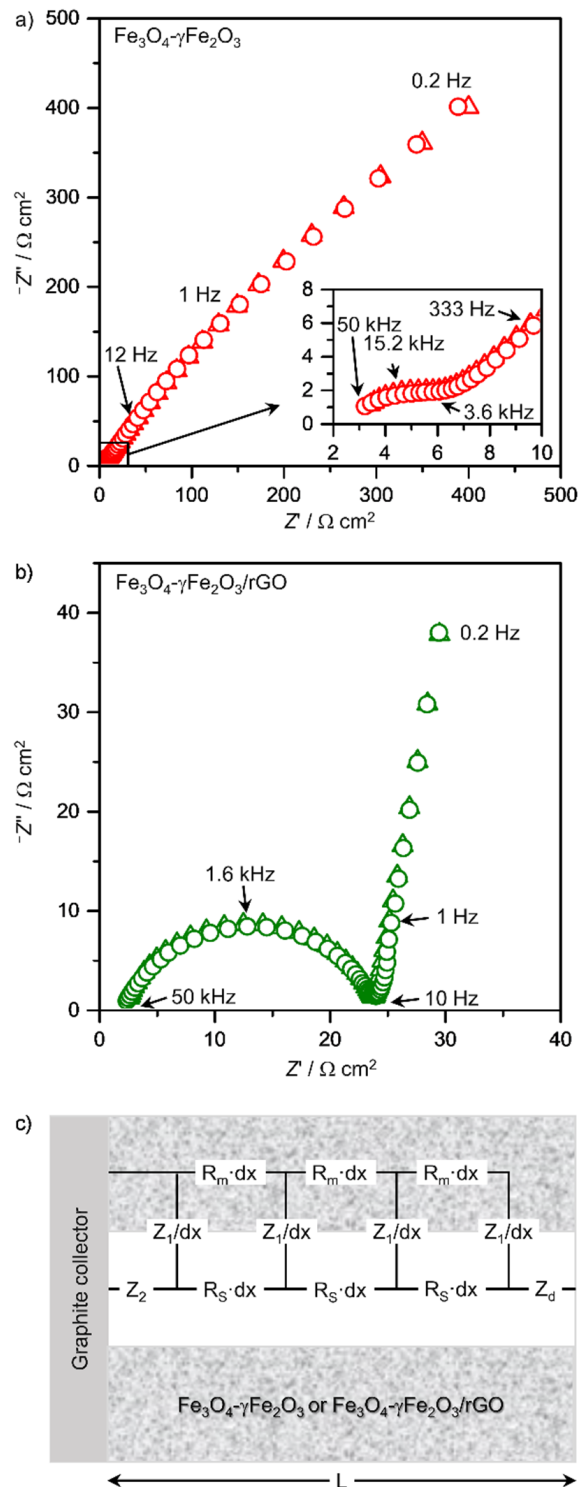 a)
Fe₃O₄-γFe₂O₃
0.2 Hz
1 Hz
12 Hz
50 kHz
15.2 kHz
333 Hz
3.6 kHz
8
6
4
2
0
2 4 6 8 10
500
400
300
200
100
0
0 100 200 300 400 500
-Z" / Ω cm²
Z' / Ω cm²
b)
Fe₃O₄-γFe₂O₃/rGO
0.2 Hz
1.6 kHz
1 Hz
50 kHz
10 Hz
40
30
20
10
0
0 10 20 30 40
-Z" / Ω cm²
Z' / Ω cm²
c)
Graphite collector
Rₘ·dx Rₘ·dx Rₘ·dx
Z₁/dx Z₁/dx Z₁/dx Z₁/dx
Z₂ R_S·dx R_S·dx R_S·dx Z_d
Fe₃O₄-γFe₂O₃ or Fe₃O₄-γFe₂O₃/rGO
L